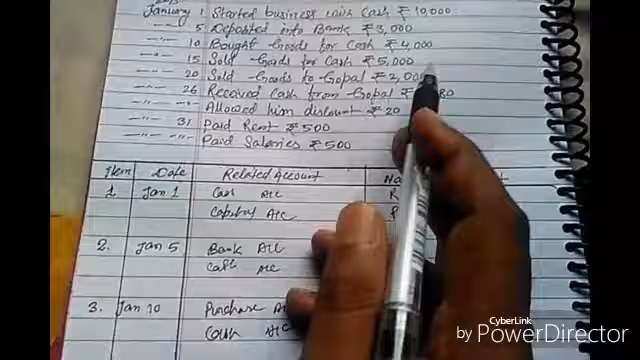 January 1 Started business with Cash ₹ 10,000
-"- 5 Deposited into Bank ₹ 3,000
-"- 10 Bought Goods for Cash ₹ 4,000
-"- 15 Sold Goods for Cash ₹ 5,000
-"- 20 Sold Goods to Gopal ₹ 2,000
-"- 26 Received Cash from Gopal ₹ 80
-"- -"- Allowed him discount ₹ 20
-"- 31 Paid Rent ₹ 500
-"- -"- Paid Salaries ₹ 500
Item Date Related Account Na
1 Jan 1 Cash A/C R
Capital A/C P
2. Jan 5 Bank A/C
Cash A/C
3. Jan 10 Purchase A
Cash A/C
CyberLink
by PowerDirector